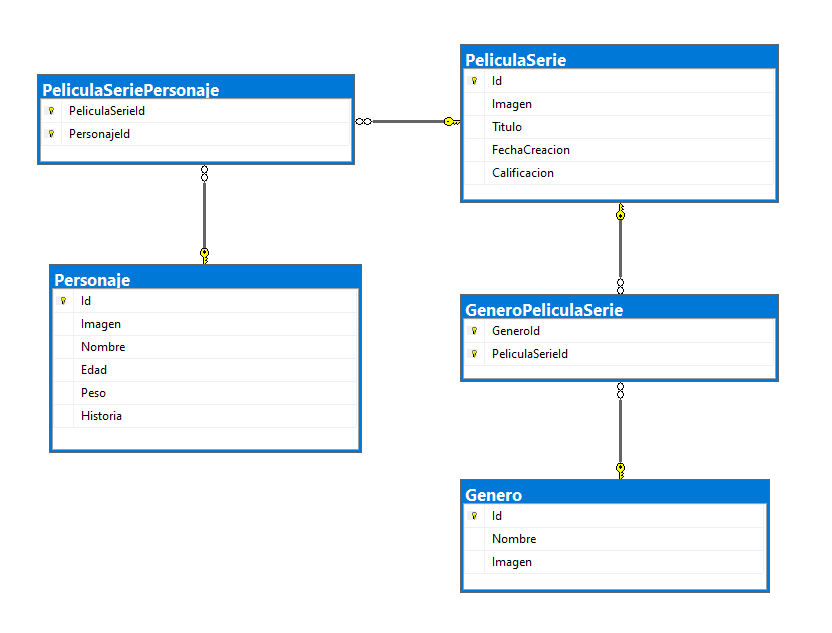 PeliculaSeriePersonaje
PeliculaSerieId
PersonajeId
PeliculaSerie
Id
Imagen
Titulo
FechaCreacion
Calificacion
Personaje
Id
Imagen
Nombre
Edad
Peso
Historia
GeneroPeliculaSerie
GeneroId
PeliculaSerieId
Genero
Id
Nombre
Imagen